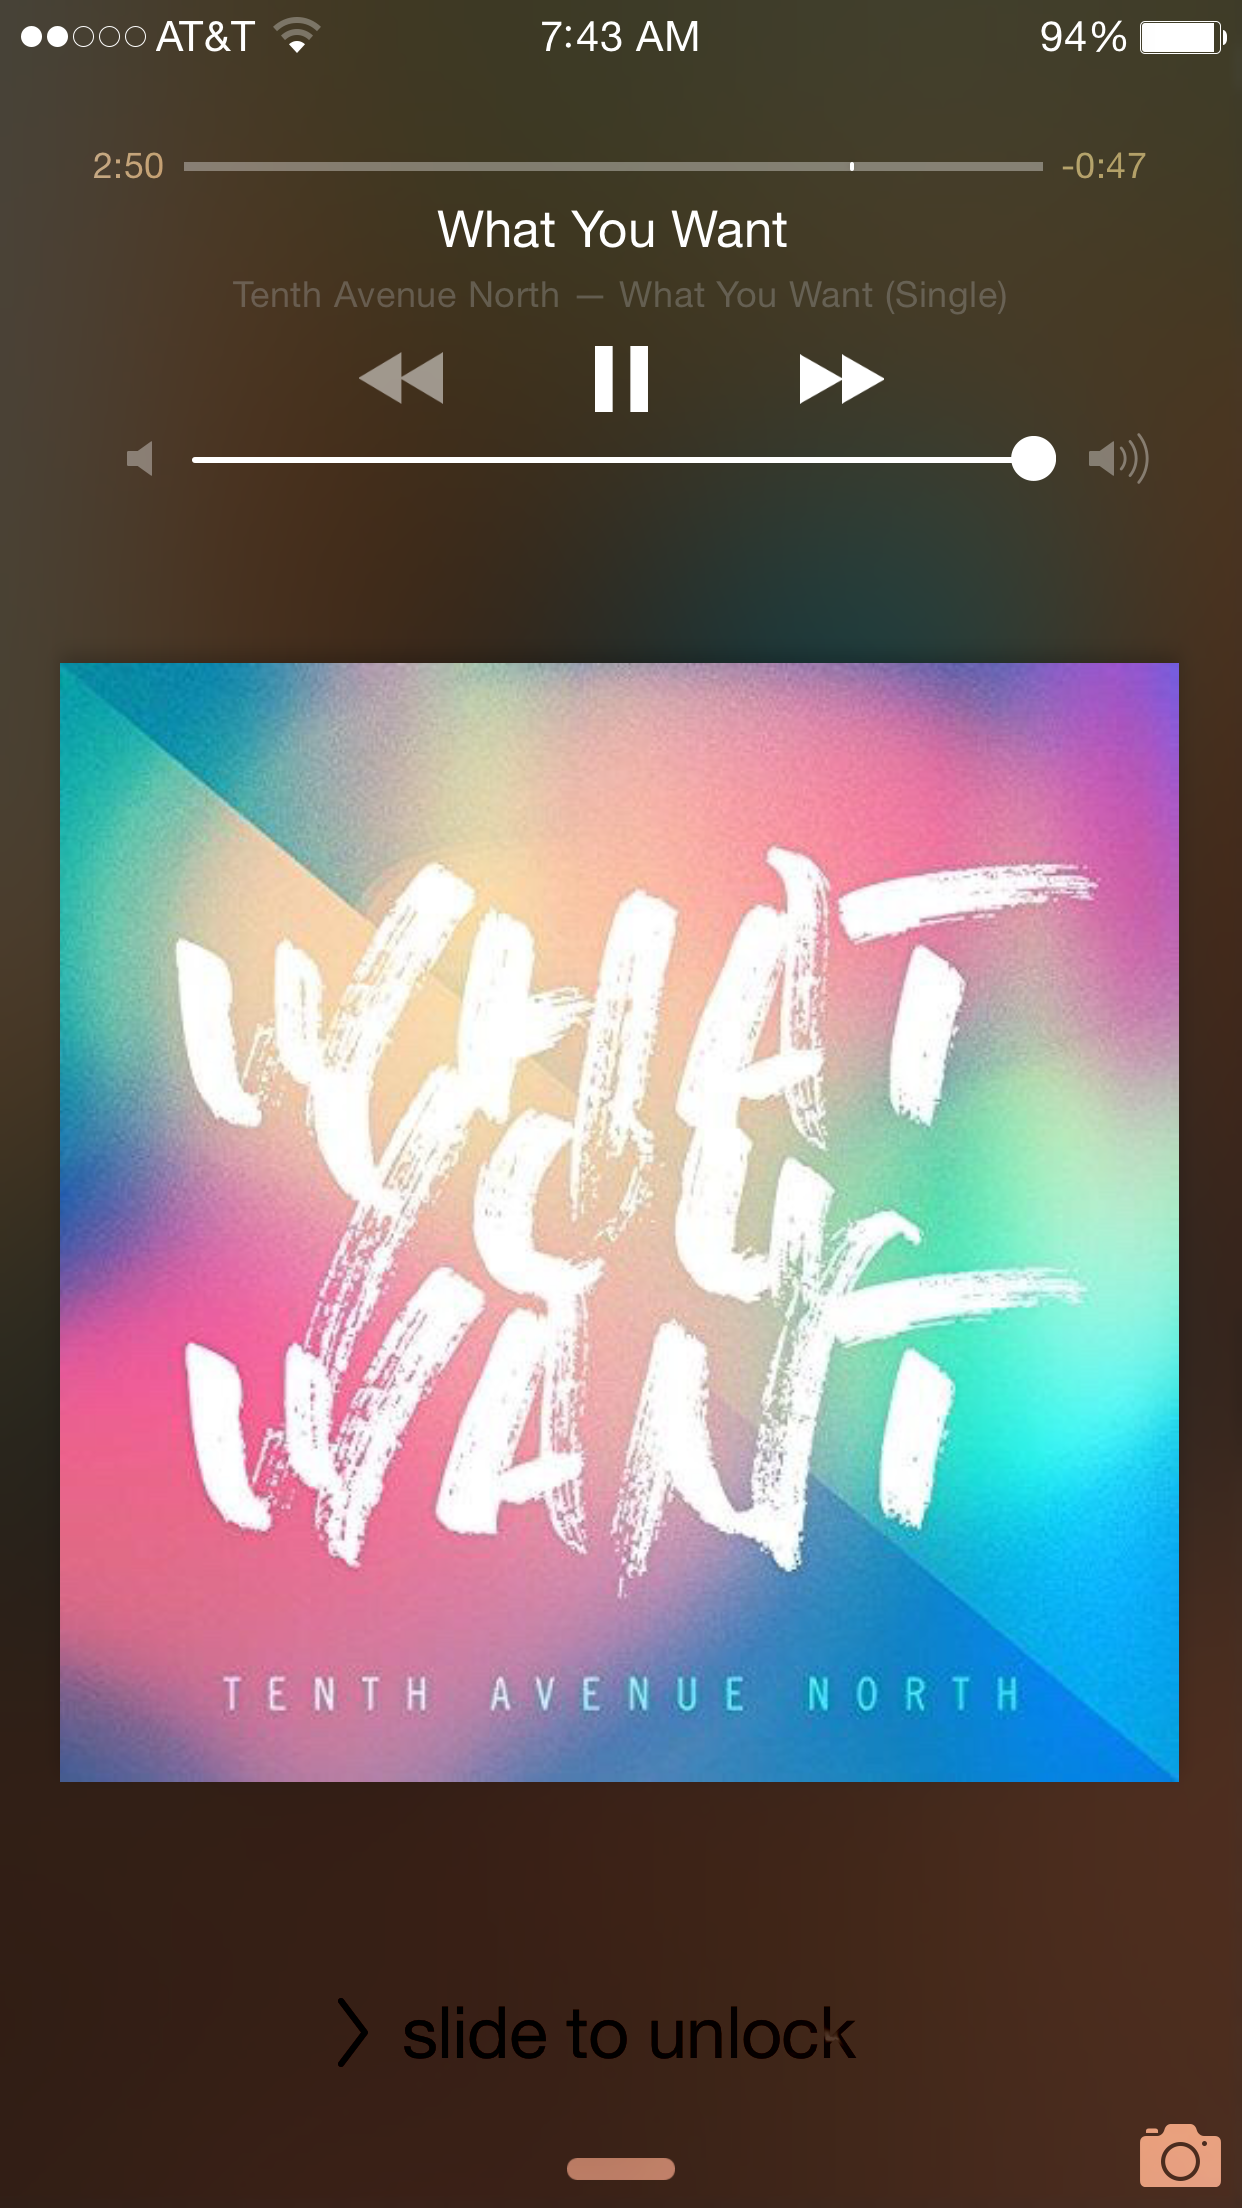 AT&T 7:43 AM 94%
2:50 -0:47
What You Want
Tenth Avenue North — What You Want (Single)
WHAT
YOU
WANT
TENTH AVENUE NORTH
slide to unlock